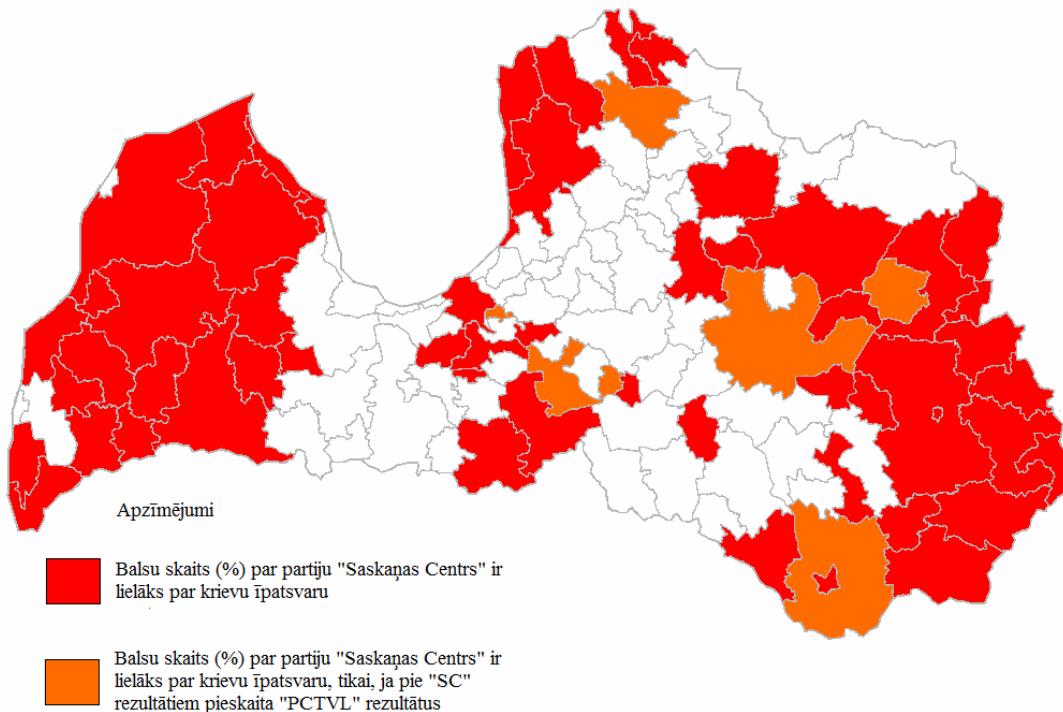 Apzīmējumi
Balsu skaits (%) par partiju "Saskaņas Centrs" ir
lielāks par krievu īpatsvaru
Balsu skaits (%) par partiju "Saskaņas Centrs" ir
lielāks par krievu īpatsvaru, tikai, ja pie "SC"
rezultātiem pieskaita "PCTVL" rezultātus